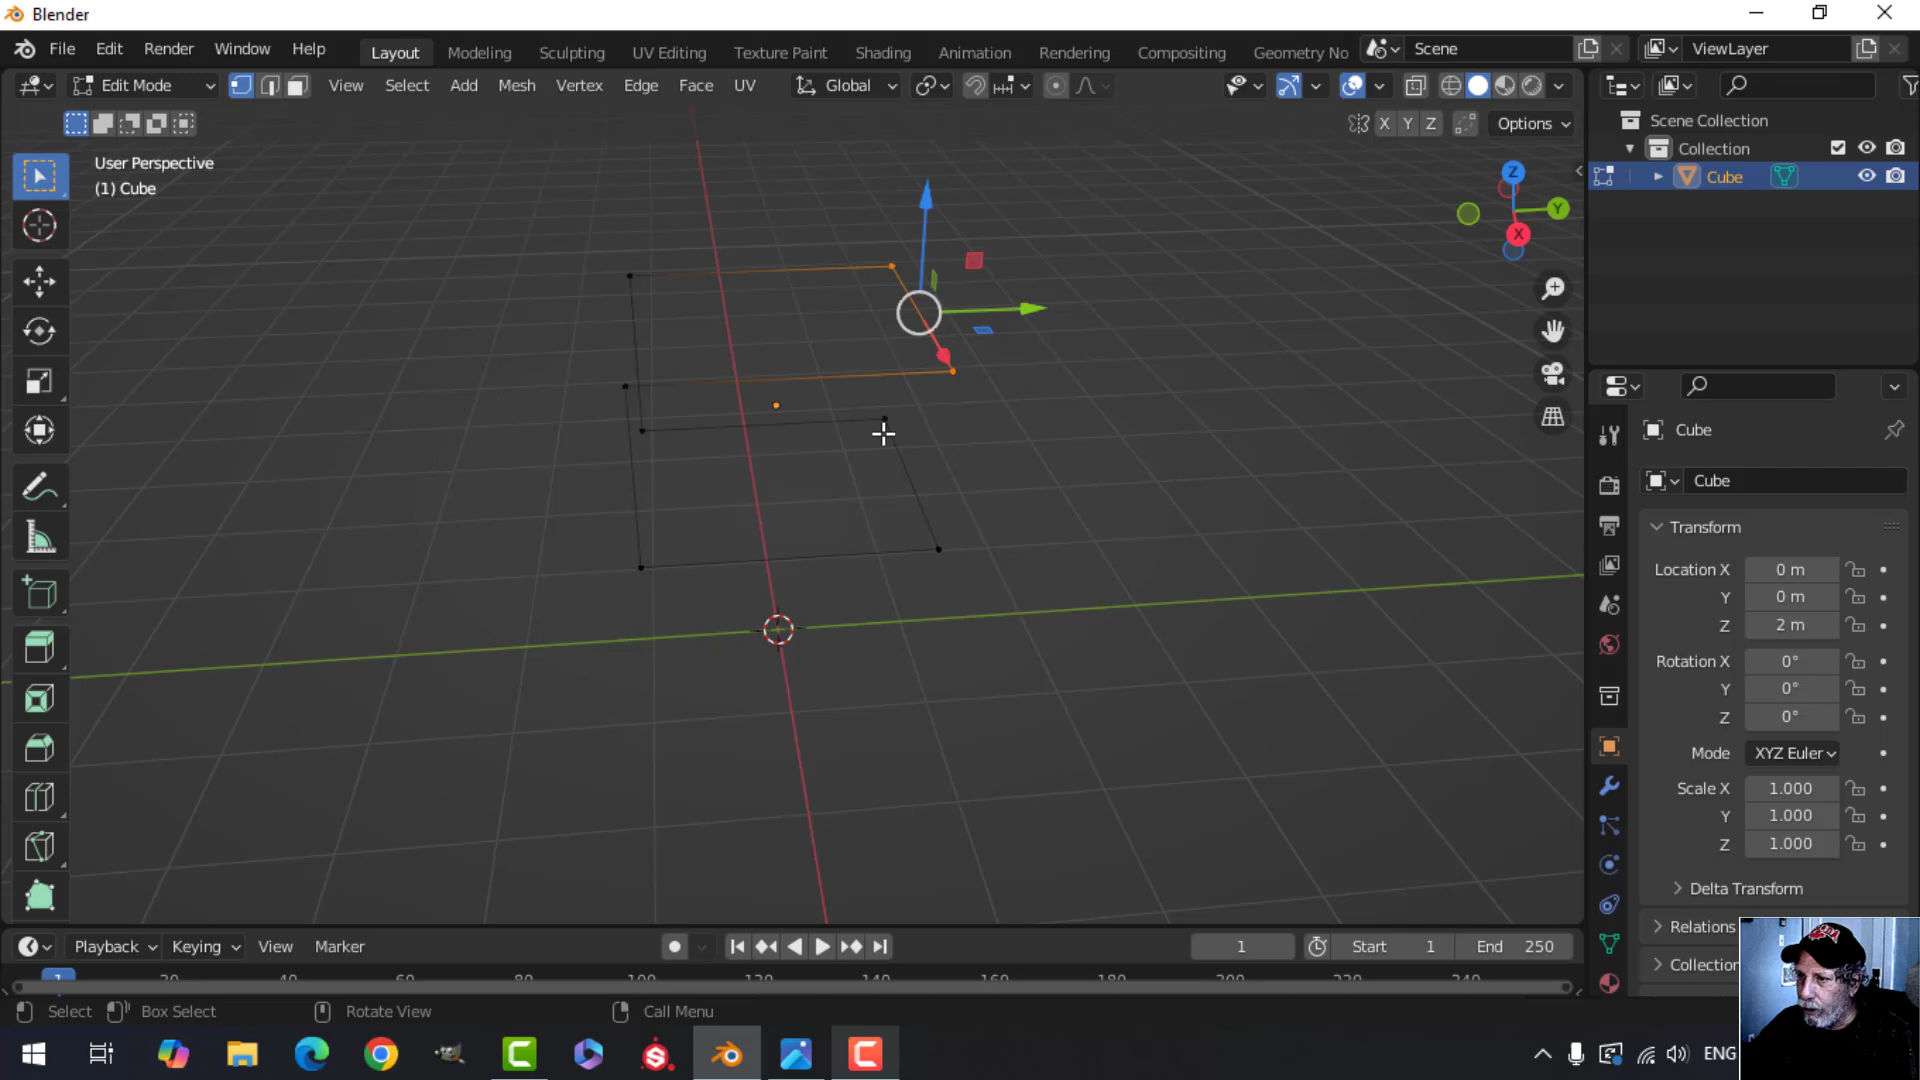 Blender
File Edit Render Window Help
Layout Modeling Sculpting UV Editing Texture Paint Shading Animation Rendering Compositing Geometry No
Scene
ViewLayer
Edit Mode
View Select Add Mesh Vertex Edge Face UV
Global
X Y Z
Options
User Perspective
(1) Cube
Z
Y
X
Scene Collection
Collection
Cube
Cube
Cube
Transform
Location X 0 m
Y 0 m
Z 2 m
Rotation X 0°
Y 0°
Z 0°
Mode XYZ Euler
Scale X 1.000
Y 1.000
Z 1.000
Delta Transform
Relations
Collection
Playback Keying View Marker
1
Start 1
End 250
1 20 40 60 80 100 120 140 160 180 200 220 240
Select Box Select Rotate View Call Menu
ENG